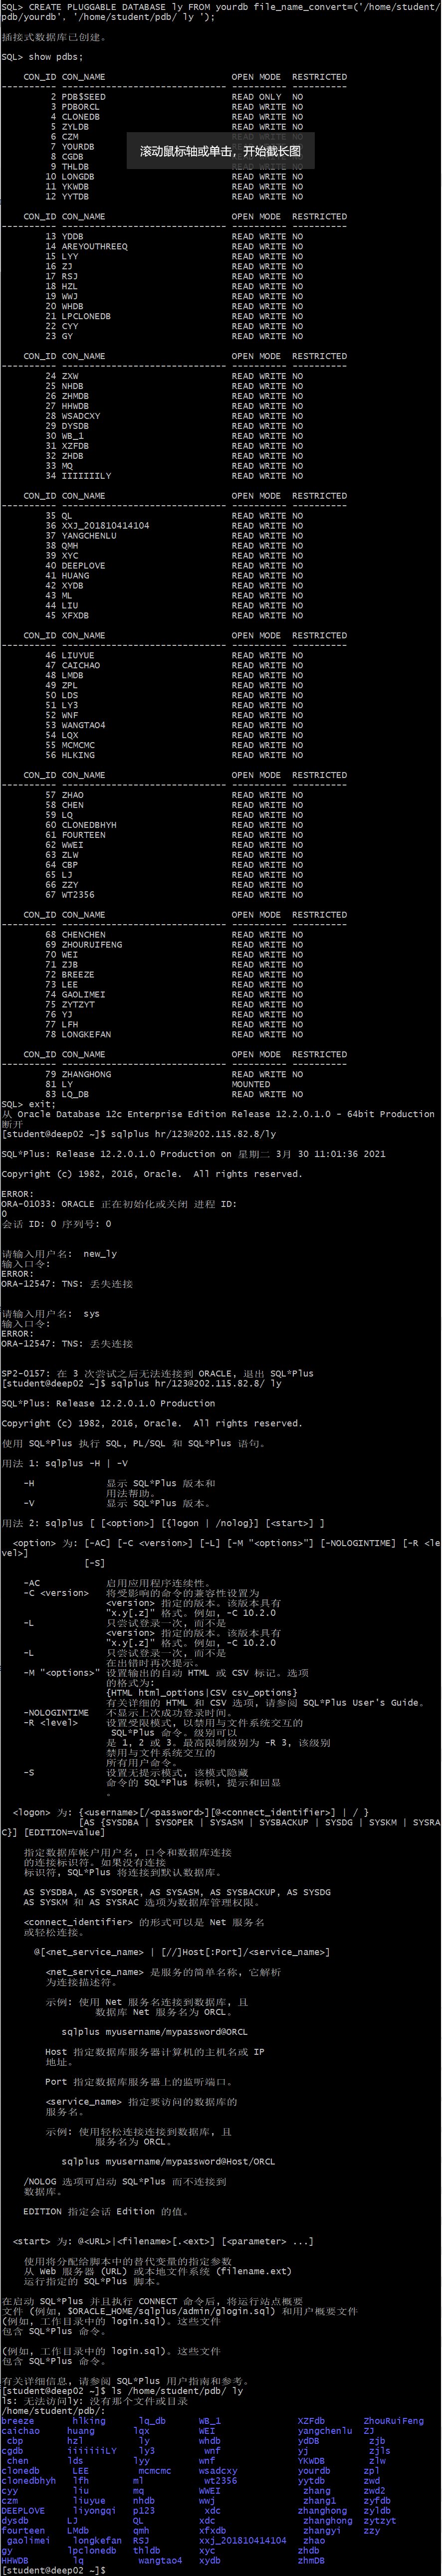 SQL> CREATE PLUGGABLE DATABASE ly FROM yourdb file_name_convert=('/home/student/
pdb/yourdb', '/home/student/pdb/ ly ');

插接式数据库已创建。

SQL> show pdbs;

    CON_ID CON_NAME                       OPEN MODE  RESTRICTED
---------- ------------------------------ ---------- ----------
         2 PDB$SEED                       READ ONLY  NO
         3 PDBORCL                        READ WRITE NO
         4 CLONEDB                        READ WRITE NO
         5 ZYLDB                          READ WRITE NO
         6 CZM                            READ WRITE NO
         7 YOURDB                         READ WRITE NO
滚动鼠标轴或单击，开始截长图
         8 CGDB                           READ WRITE NO
         9 THLDB                          READ WRITE NO
        10 LONGDB                         READ WRITE NO
        11 YKWDB                          READ WRITE NO
        12 YYTDB                          READ WRITE NO

    CON_ID CON_NAME                       OPEN MODE  RESTRICTED
---------- ------------------------------ ---------- ----------
        13 YDDB                           READ WRITE NO
        14 AREYOUTHREEQ                   READ WRITE NO
        15 LYY                            READ WRITE NO
        16 ZJ                             READ WRITE NO
        17 RSJ                            READ WRITE NO
        18 HZL                            READ WRITE NO
        19 WWJ                            READ WRITE NO
        20 WHDB                           READ WRITE NO
        21 LPCLONEDB                      READ WRITE NO
        22 CYY                            READ WRITE NO
        23 GY                             READ WRITE NO

    CON_ID CON_NAME                       OPEN MODE  RESTRICTED
---------- ------------------------------ ---------- ----------
        24 ZXW                            READ WRITE NO
        25 NHDB                           READ WRITE NO
        26 ZHMDB                          READ WRITE NO
        27 HHWDB                          READ WRITE NO
        28 WSADCXY                        READ WRITE NO
        29 DYSDB                          READ WRITE NO
        30 WB_1                           READ WRITE NO
        31 XZFDB                          READ WRITE NO
        32 ZHDB                           READ WRITE NO
        33 MQ                             READ WRITE NO
        34 IIIIIIILY                      READ WRITE NO

    CON_ID CON_NAME                       OPEN MODE  RESTRICTED
---------- ------------------------------ ---------- ----------
        35 QL                             READ WRITE NO
        36 XXJ_201810414104               READ WRITE NO
        37 YANGCHENLU                     READ WRITE NO
        38 QMH                            READ WRITE NO
        39 XYC                            READ WRITE NO
        40 DEEPLOVE                       READ WRITE NO
        41 HUANG                          READ WRITE NO
        42 XYDB                           READ WRITE NO
        43 ML                             READ WRITE NO
        44 LIU                            READ WRITE NO
        45 XFXDB                          READ WRITE NO

    CON_ID CON_NAME                       OPEN MODE  RESTRICTED
---------- ------------------------------ ---------- ----------
        46 LIUYUE                         READ WRITE NO
        47 CAICHAO                        READ WRITE NO
        48 LMDB                           READ WRITE NO
        49 ZPL                            READ WRITE NO
        50 LDS                            READ WRITE NO
        51 LY3                            READ WRITE NO
        52 WNF                            READ WRITE NO
        53 WANGTAO4                       READ WRITE NO
        54 LQX                            READ WRITE NO
        55 MCMCMC                         READ WRITE NO
        56 HLKING                         READ WRITE NO

    CON_ID CON_NAME                       OPEN MODE  RESTRICTED
---------- ------------------------------ ---------- ----------
        57 ZHAO                           READ WRITE NO
        58 CHEN                           READ WRITE NO
        59 LQ                             READ WRITE NO
        60 CLONEDBHYH                     READ WRITE NO
        61 FOURTEEN                       READ WRITE NO
        62 WWEI                           READ WRITE NO
        63 ZLW                            READ WRITE NO
        64 CBP                            READ WRITE NO
        65 LJ                             READ WRITE NO
        66 ZZY                            READ WRITE NO
        67 WT2356                         READ WRITE NO

    CON_ID CON_NAME                       OPEN MODE  RESTRICTED
---------- ------------------------------ ---------- ----------
        68 CHENCHEN                       READ WRITE NO
        69 ZHOURUIFENG                    READ WRITE NO
        70 WEI                            READ WRITE NO
        71 ZJB                            READ WRITE NO
        72 BREEZE                         READ WRITE NO
        73 LEE                            READ WRITE NO
        74 GAOLIMEI                       READ WRITE NO
        75 ZYTZYT                         READ WRITE NO
        76 YJ                             READ WRITE NO
        77 LFH                            READ WRITE NO
        78 LONGKEFAN                      READ WRITE NO

    CON_ID CON_NAME                       OPEN MODE  RESTRICTED
---------- ------------------------------ ---------- ----------
        79 ZHANGHONG                      READ WRITE NO
        81 LY                             MOUNTED
        83 LQ_DB                          READ WRITE NO
SQL> exit;
从 Oracle Database 12c Enterprise Edition Release 12.2.0.1.0 - 64bit Production
断开
[student@deep02 ~]$ sqlplus hr/123@202.115.82.8/ly

SQL*Plus: Release 12.2.0.1.0 Production on 星期二 3月 30 11:01:36 2021

Copyright (c) 1982, 2016, Oracle.  All rights reserved.

ERROR:
ORA-01033: ORACLE 正在初始化或关闭 进程 ID:
0
会话 ID: 0 序列号: 0

请输入用户名:  new_ly
输入口令:
ERROR:
ORA-12547: TNS: 丢失连接

请输入用户名:  sys
输入口令:
ERROR:
ORA-12547: TNS: 丢失连接

SP2-0157: 在 3 次尝试之后无法连接到 ORACLE, 退出 SQL*Plus
[student@deep02 ~]$ sqlplus hr/123@202.115.82.8/ ly

SQL*Plus: Release 12.2.0.1.0 Production

Copyright (c) 1982, 2016, Oracle.  All rights reserved.

使用 SQL*Plus 执行 SQL, PL/SQL 和 SQL*Plus 语句。

用法 1: sqlplus -H | -V

    -H             显示 SQL*Plus 版本和
                   用法帮助。
    -V             显示 SQL*Plus 版本。

用法 2: sqlplus [ [<option>] [{logon | /nolog}] [<start>] ]

  <option> 为: [-AC] [-C <version>] [-L] [-M "<options>"] [-NOLOGINTIME] [-R <le
vel>]
               [-S]

    -AC            启用应用程序连续性。
    -C <version>   将受影响的命令的兼容性设置为
                   <version> 指定的版本。该版本具有
                   "x.y[.z]" 格式。例如, -C 10.2.0
    -L             只尝试登录一次, 而不是
                   <version> 指定的版本。该版本具有
                   "x.y[.z]" 格式。例如, -C 10.2.0
    -L             只尝试登录一次, 而不是
                   在出错时再次提示。
    -M "<options>" 设置输出的自动 HTML 或 CSV 标记。选项
                   的格式为:
                   {HTML html_options|CSV csv_options}
                   有关详细的 HTML 和 CSV 选项, 请参阅 SQL*Plus User's Guide。
    -NOLOGINTIME   不显示上次成功登录时间。
    -R <level>     设置受限模式, 以禁用与文件系统交互的
                    SQL*Plus 命令。级别可以
                   是 1, 2 或 3。最高限制级别为 -R 3, 该级别
                   禁用与文件系统交互的
                   所有用户命令。
    -S             设置无提示模式, 该模式隐藏
                   命令的 SQL*Plus 标帜, 提示和回显
                   。

  <logon> 为: {<username>[/<password>][@<connect_identifier>] | / }
              [AS {SYSDBA | SYSOPER | SYSASM | SYSBACKUP | SYSDG | SYSKM | SYSRA
C}] [EDITION=value]

    指定数据库帐户用户名, 口令和数据库连接
    的连接标识符。如果没有连接
    标识符, SQL*Plus 将连接到默认数据库。

    AS SYSDBA, AS SYSOPER, AS SYSASM, AS SYSBACKUP, AS SYSDG
    AS SYSKM 和 AS SYSRAC 选项为数据库管理权限。

    <connect_identifier> 的形式可以是 Net 服务名
    或轻松连接。

      @[<net_service_name> | [//]Host[:Port]/<service_name>]

        <net_service_name> 是服务的简单名称, 它解析
        为连接描述符。

        示例: 使用 Net 服务名连接到数据库, 且
                 数据库 Net 服务名为 ORCL。

           sqlplus myusername/mypassword@ORCL

        Host 指定数据库服务器计算机的主机名或 IP
        地址。

        Port 指定数据库服务器上的监听端口。

        <service_name> 指定要访问的数据库的
        服务名。

        示例: 使用轻松连接连接到数据库, 且
                 服务名为 ORCL。

           sqlplus myusername/mypassword@Host/ORCL

    /NOLOG 选项可启动 SQL*Plus 而不连接到
    数据库。

    EDITION 指定会话 Edition 的值。

  <start> 为: @<URL>|<filename>[.<ext>] [<parameter> ...]

    使用将分配给脚本中的替代变量的指定参数
    从 Web 服务器 (URL) 或本地文件系统 (filename.ext)
    运行指定的 SQL*Plus 脚本。

在启动 SQL*Plus 并且执行 CONNECT 命令后, 将运行站点概要
文件 (例如, $ORACLE_HOME/sqlplus/admin/glogin.sql) 和用户概要文件
(例如, 工作目录中的 login.sql)。这些文件
包含 SQL*Plus 命令。

(例如, 工作目录中的 login.sql)。这些文件
包含 SQL*Plus 命令。

有关详细信息, 请参阅 SQL*Plus 用户指南和参考。
[student@deep02 ~]$ ls /home/student/pdb/ ly
ls: 无法访问ly: 没有那个文件或目录
/home/student/pdb/:
breeze       hlking      lq_db     WB_1              XZFdb       ZhouRuiFeng
caichao     huang       lqx       WEI               yangchenlu  ZJ
 cbp        hzl          ly       whdb              ydDB         zjb
cgdb        iiiiiiiLY    ly3       wnf              yj           zjls
 chen       lds         lyy       wnf               YKWDB        zlw
clonedb      LEE         mcmcmc   wsadcxy           yourdb      zpl
clonedbhyh   lfh        ml         wt2356           yytdb       zwd
cyy          liu        mq        WWEI               zhang      zwd2
czm          liuyue     nhdb      wwj                zhang1     zyfdb
DEEPLOVE     liyongqi   p123       xdc              zhanghong   zyldb
dysdb       LJ          QL        xdc                zhanghong  zytzyt
fourteen    LMdb        qmh       xfxdb              zhangyi    zzy
 gaolimei    longkefan  RSJ       xxj_201810414104   zhao
gy          lpclonedb   thldb     xyc               zhdb
HHWDB        lq          wangtao4 xydb              zhmDB
[student@deep02 ~]$